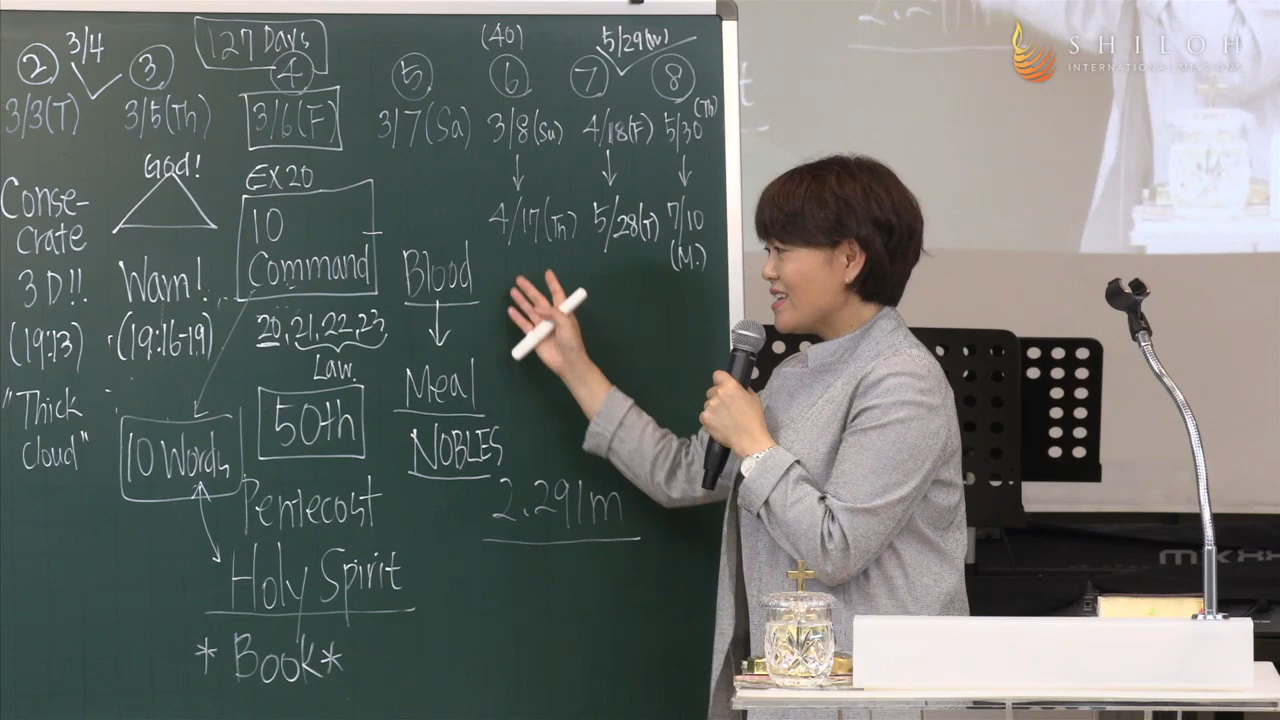 127 Days
(40)
5/29(W)
3/4
2
3
4
5
6
7
8
3/3(T)
3/5(Th)
3/6(F)
3/7(Sa)
3/8(Su)
4/18(F)
5/30
(Th)
4/17(Th)
5/28(T)
7/10
(M.)
God!
EX20
10
Command
Conse-
crate
3D!!
(19:13)
"Thick
Cloud"
Warn!
(19:16-19)
20,21,22,23
Law.
50th
10 Words
Pentecost
Holy Spirit
*Book*
Blood
Meal
NOBLES
2.291m
SHILOH
INTERNATIONAL MISSIONS